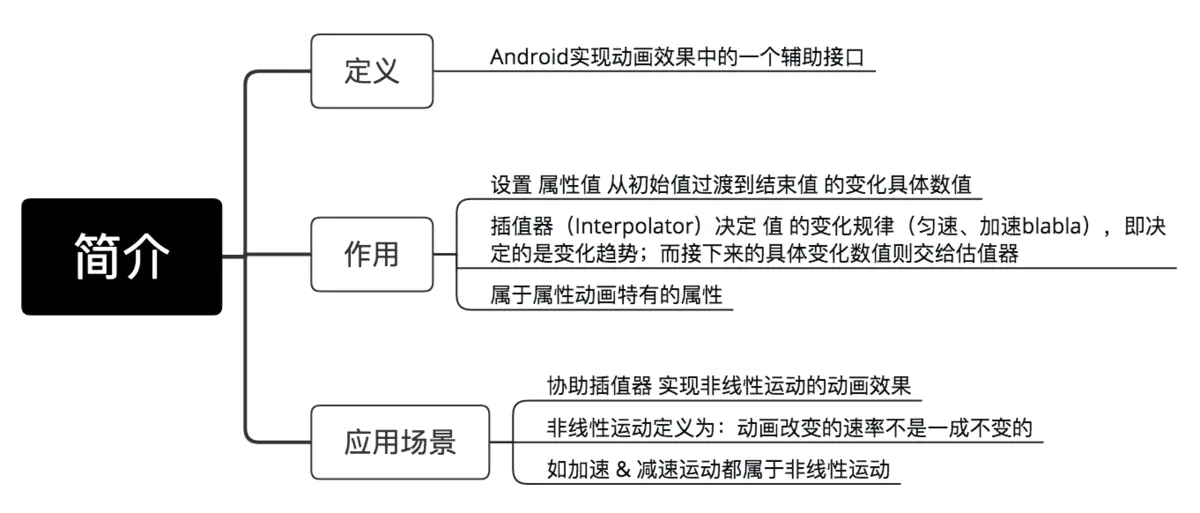 简介
定义
Android实现动画效果中的一个辅助接口
作用
设置 属性值 从初始值过渡到结束值 的变化具体数值
插值器（Interpolator）决定 值 的变化规律（匀速、加速blabla），即决
定的是变化趋势；而接下来的具体变化数值则交给估值器
属于属性动画特有的属性
应用场景
协助插值器 实现非线性运动的动画效果
非线性运动定义为：动画改变的速率不是一成不变的
如加速 & 减速运动都属于非线性运动